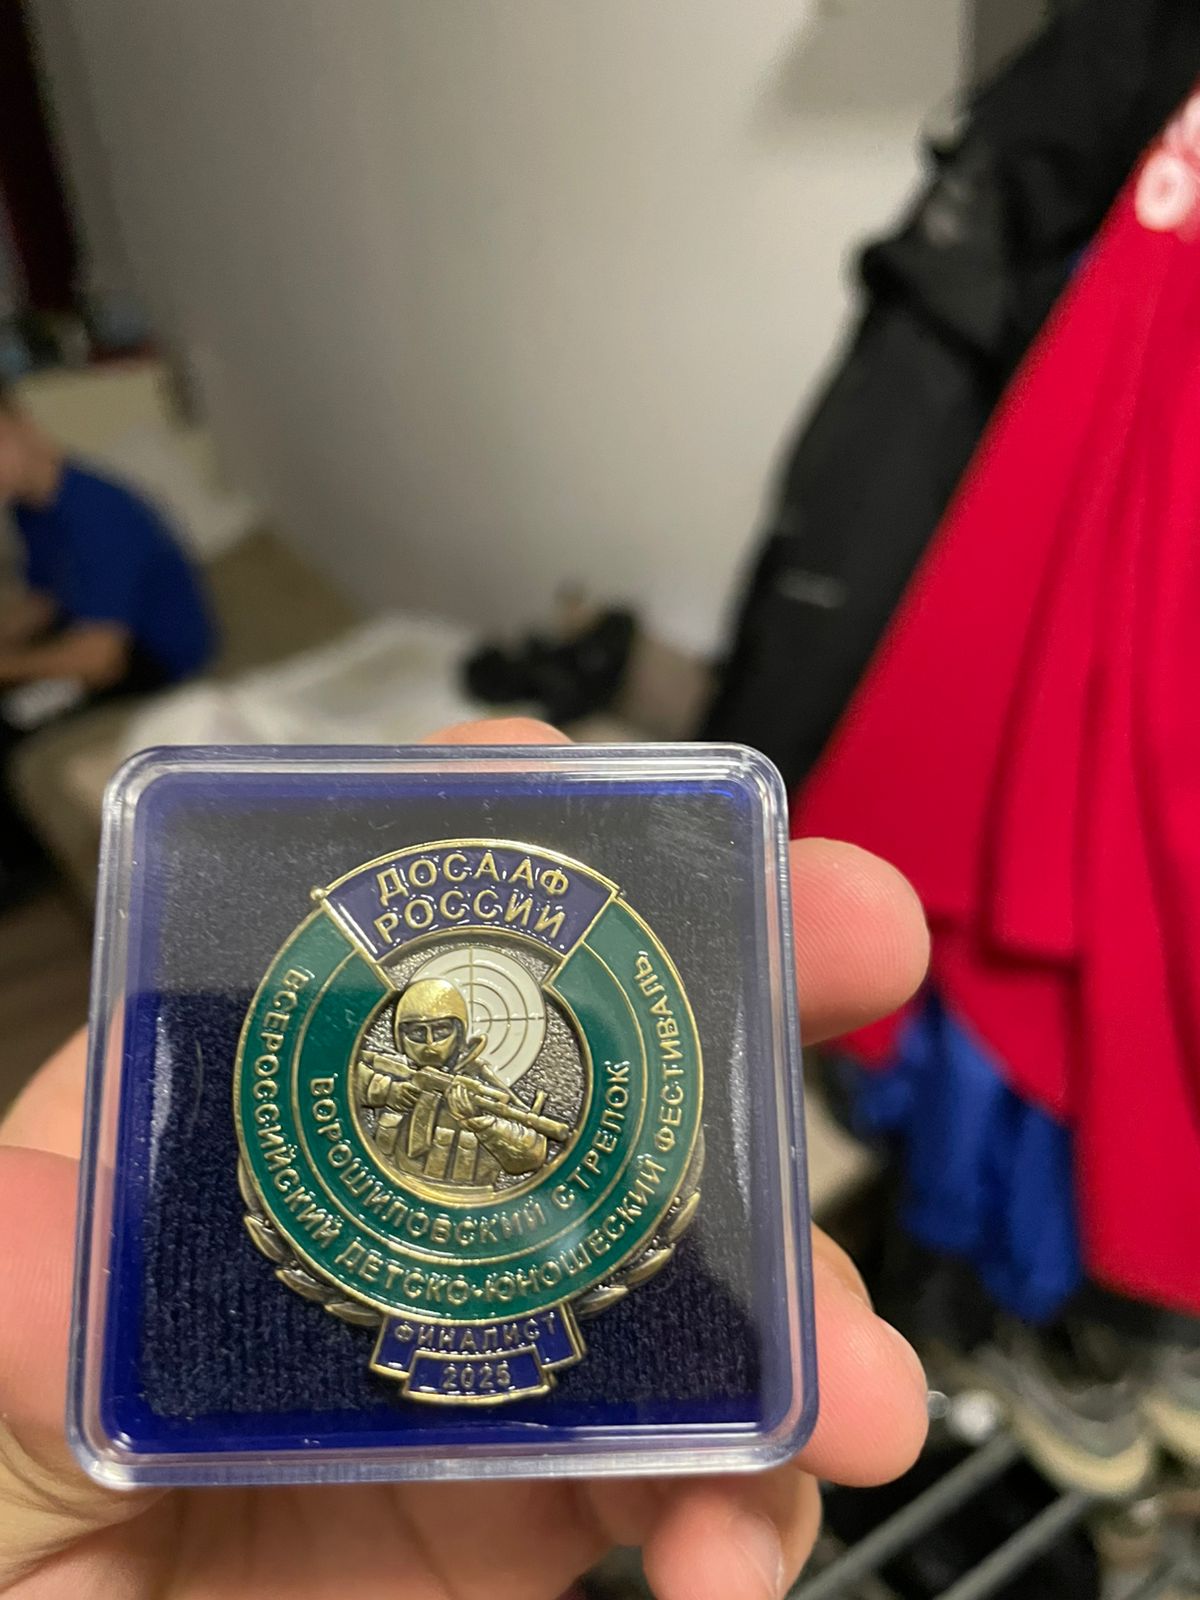 ДОСААФ
РОССИИ
ВСЕРОССИЙСКИЙ ДЕТСКО-ЮНОШЕСКИЙ ФЕСТИВАЛЬ
ВОРОШИЛОВСКИЙ СТРЕЛОК
ФИНАЛИСТ
2025